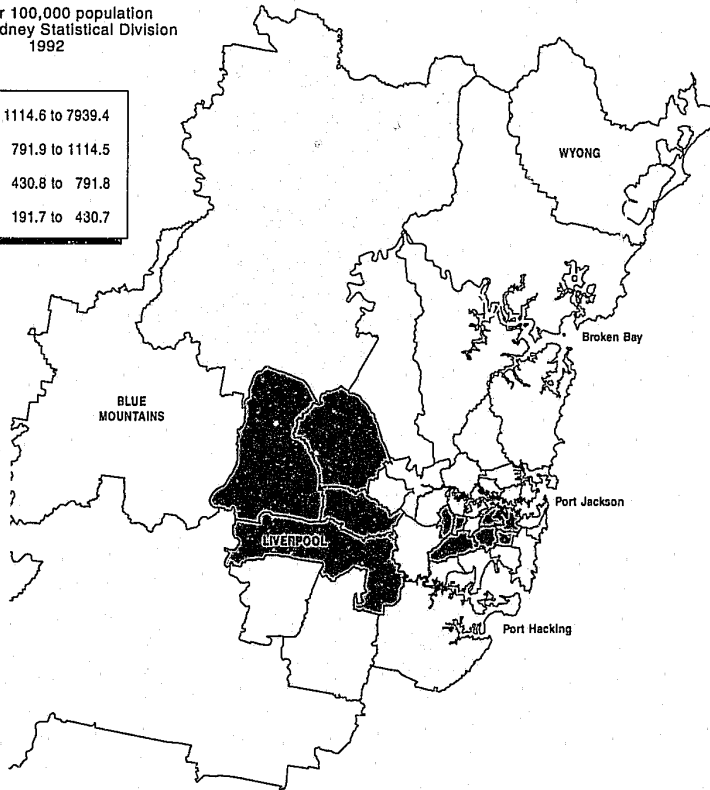 r 100,000 population
dney Statistical Division
1992
1114.6 to 7939.4
791.9 to 1114.5
430.8 to 791.8
191.7 to 430.7
WYONG
Broken Bay
BLUE
MOUNTAINS
Port Jackson
LIVERPOOL
Port Hacking